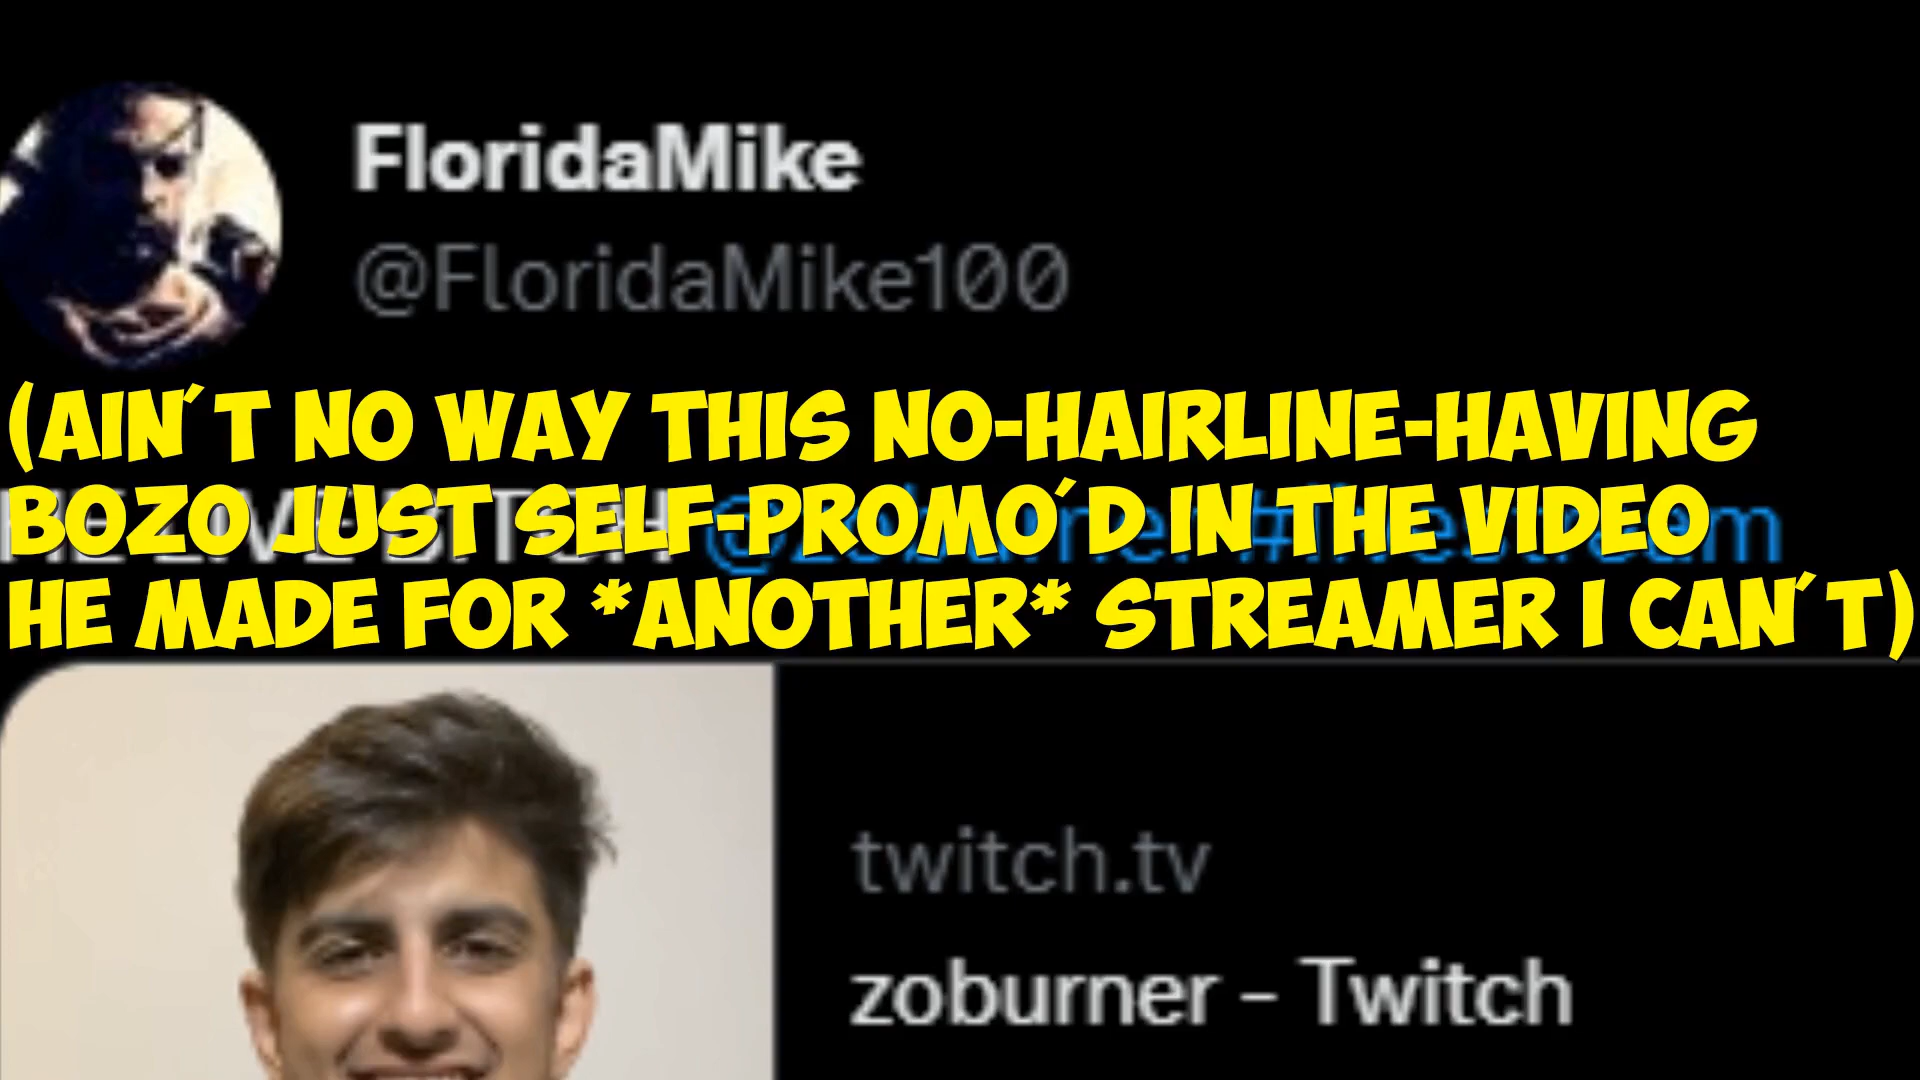 FloridaMike
@FloridaMike100
(AIN'T NO WAY THIS NO-HAIRLINE-HAVING
BOZO JUST SELF-PROMO'D IN THE VIDEO
HE MADE FOR *ANOTHER* STREAMER I CAN'T)
twitch.tv
zoburner - Twitch